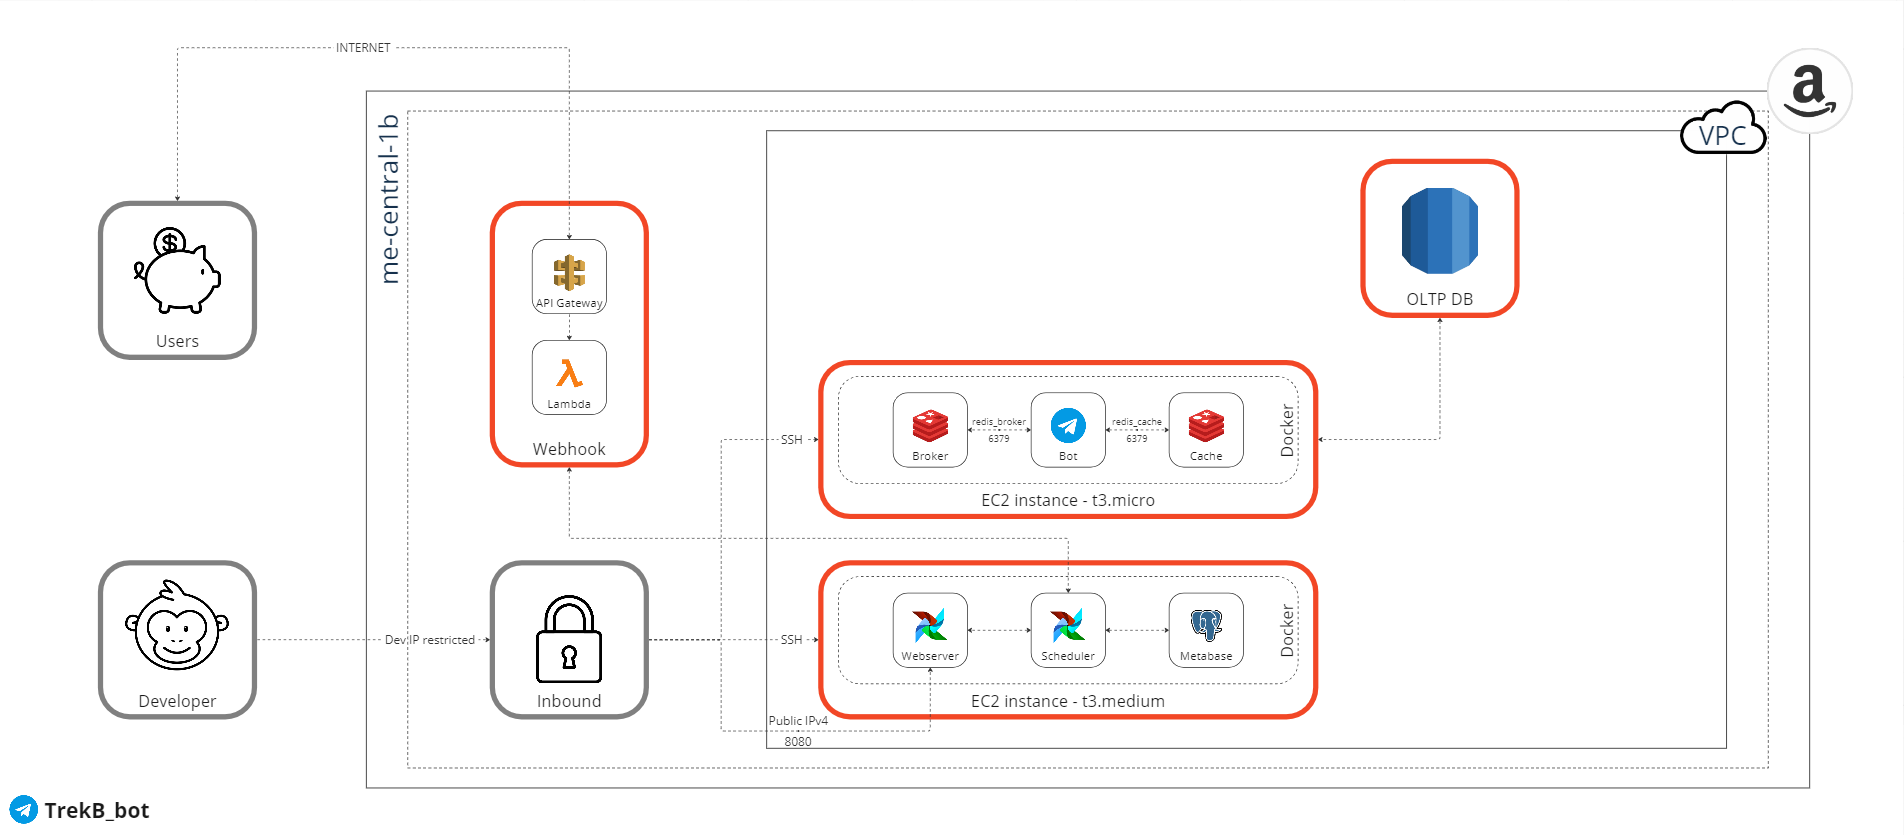 INTERNET
a
VPC
me-central-1b
$
Users
API Gateway
Lambda
Webhook
OLTP DB
SSH
Broker
redis_broker
6379
Bot
redis_cache
6379
Cache
Docker
EC2 instance - t3.micro
Developer
Dev IP restricted
Inbound
SSH
Webserver
Scheduler
Metabase
Docker
EC2 instance - t3.medium
Public IPv4
8080
TrekB_bot